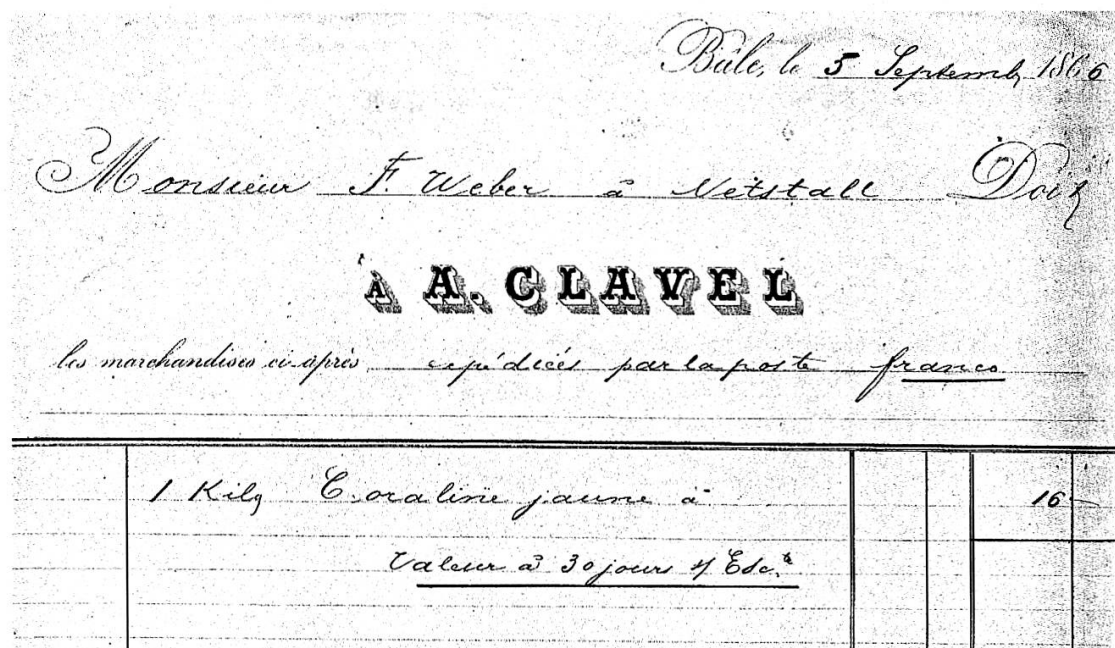 Bâle, le 5 Septemb, 1866
Monsieur F. Weber à Netstall Doit
À A. CLAVEL
les marchandises ci-après expédiées par la poste franco
1 Kilg Coraline jaune à 16 —
Valeur à 30 jours s/ Esc.te